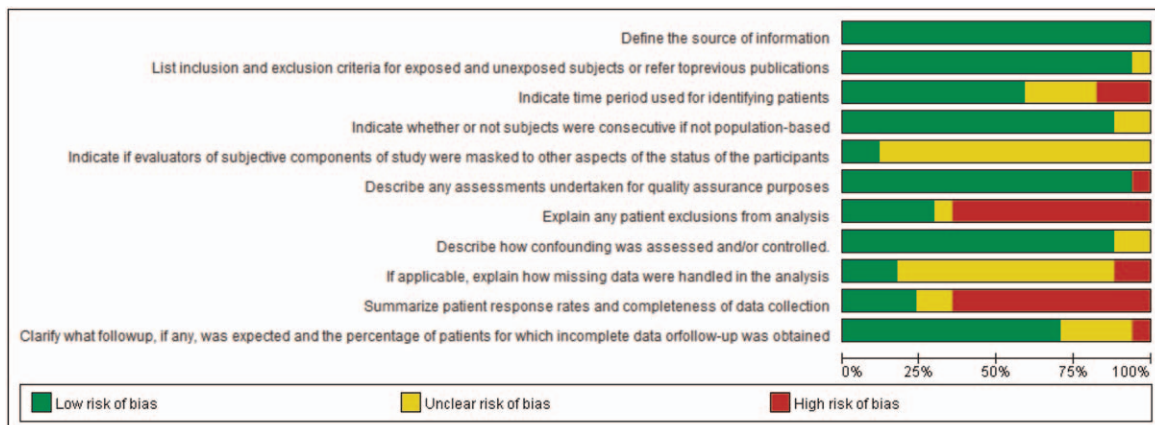 Define the source of information
List inclusion and exclusion criteria for exposed and unexposed subjects or refer toprevious publications
Indicate time period used for identifying patients
Indicate whether or not subjects were consecutive if not population-based
Indicate if evaluators of subjective components of study were masked to other aspects of the status of the participants
Describe any assessments undertaken for quality assurance purposes
Explain any patient exclusions from analysis
Describe how confounding was assessed and/or controlled.
If applicable, explain how missing data were handled in the analysis
Summarize patient response rates and completeness of data collection
Clarify what followup, if any, was expected and the percentage of patients for which incomplete data orfollow-up was obtained
0% 25% 50% 75% 100%
Low risk of bias Unclear risk of bias High risk of bias